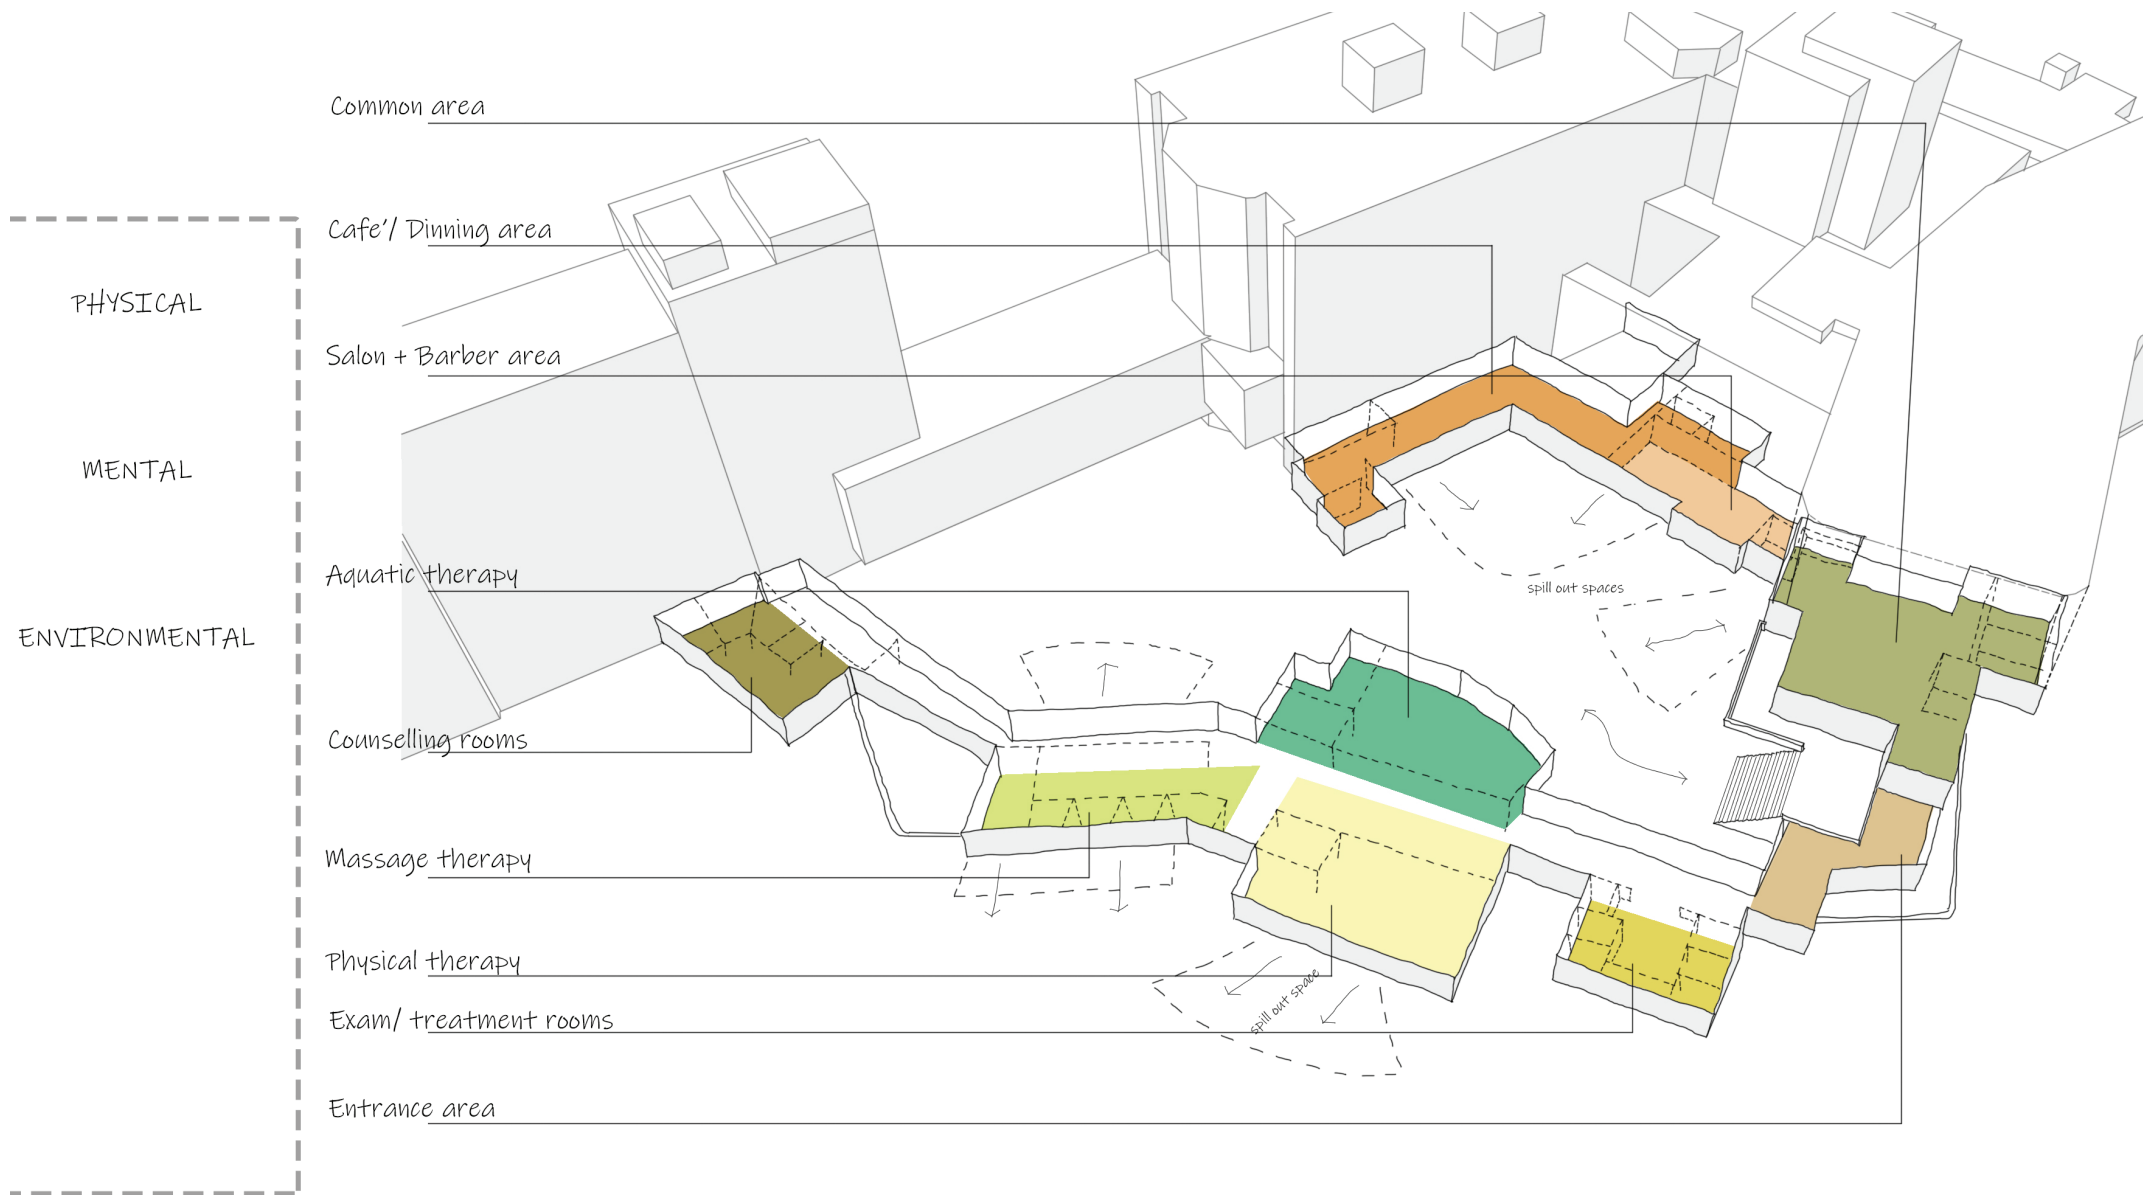 Common area
Cafe'/ Dinning area
PHYSICAL
Salon + Barber area
MENTAL
Aquatic therapy
spill out spaces
ENVIRONMENTAL
Counselling rooms
Massage therapy
Physical therapy
spill out space
Exam/ treatment rooms
Entrance area